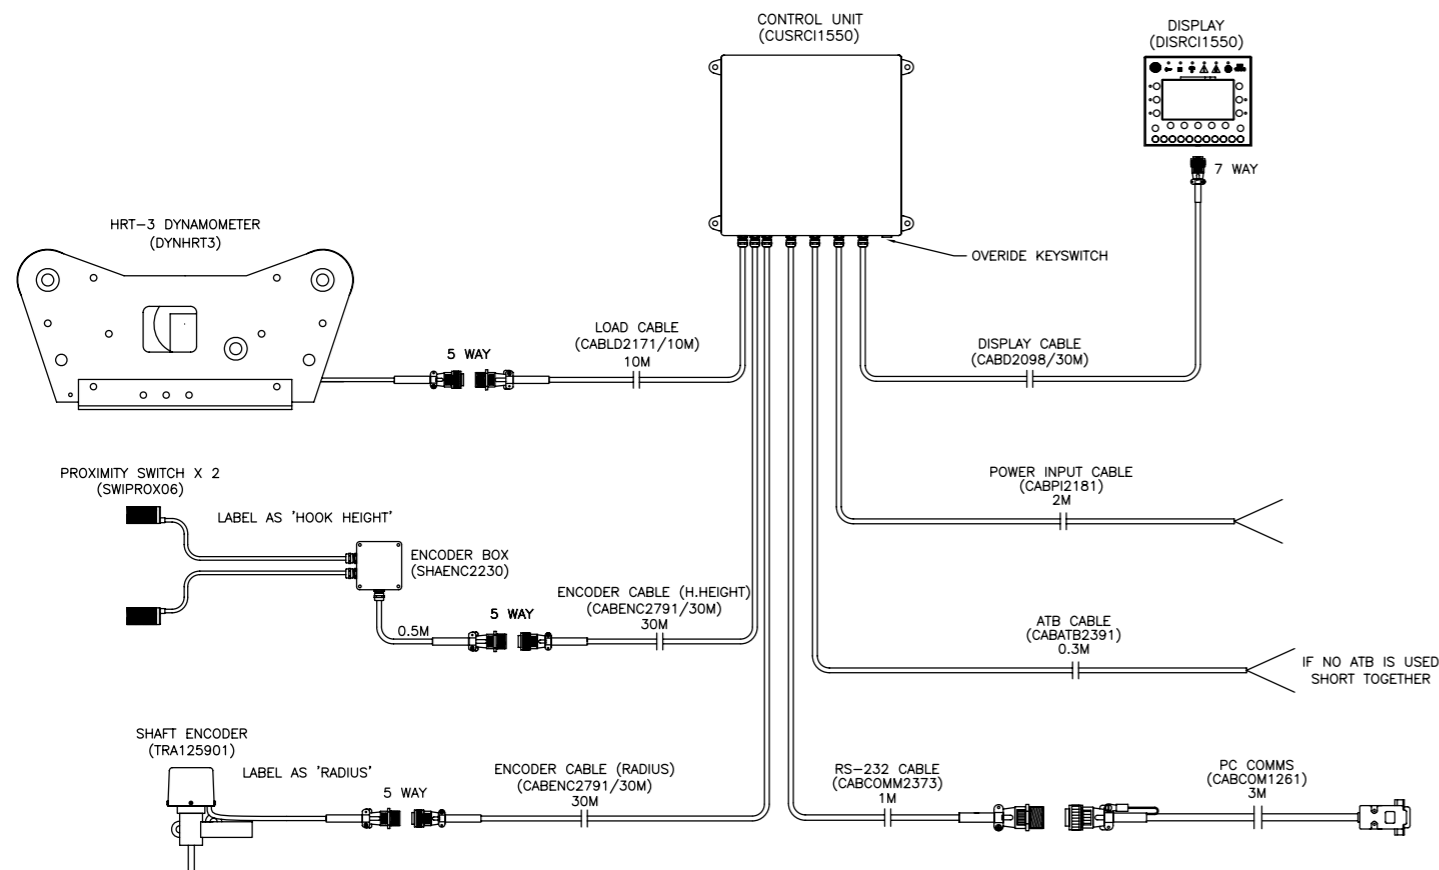 CONTROL UNIT
(CUSRCI1550)
DISPLAY
(DISRCI1550)
7 WAY
HRT-3 DYNAMOMETER
(DYNHRT3)
OVERIDE KEYSWITCH
LOAD CABLE
(CABLD2171/10M)
10M
5 WAY
DISPLAY CABLE
(CABD2098/30M)
PROXIMITY SWITCH X 2
(SWIPROX06)
LABEL AS 'HOOK HEIGHT'
ENCODER BOX
(SHAENC2230)
POWER INPUT CABLE
(CABPI2181)
2M
ENCODER CABLE (H.HEIGHT)
(CABENC2791/30M)
30M
5 WAY
0.5M
ATB CABLE
(CABATB2391)
0.3M
IF NO ATB IS USED
SHORT TOGETHER
SHAFT ENCODER
(TRA125901)
LABEL AS 'RADIUS'
5 WAY
ENCODER CABLE (RADIUS)
(CABENC2791/30M)
30M
RS-232 CABLE
(CABCOMM2373)
1M
PC COMMS
(CABCOM1261)
3M